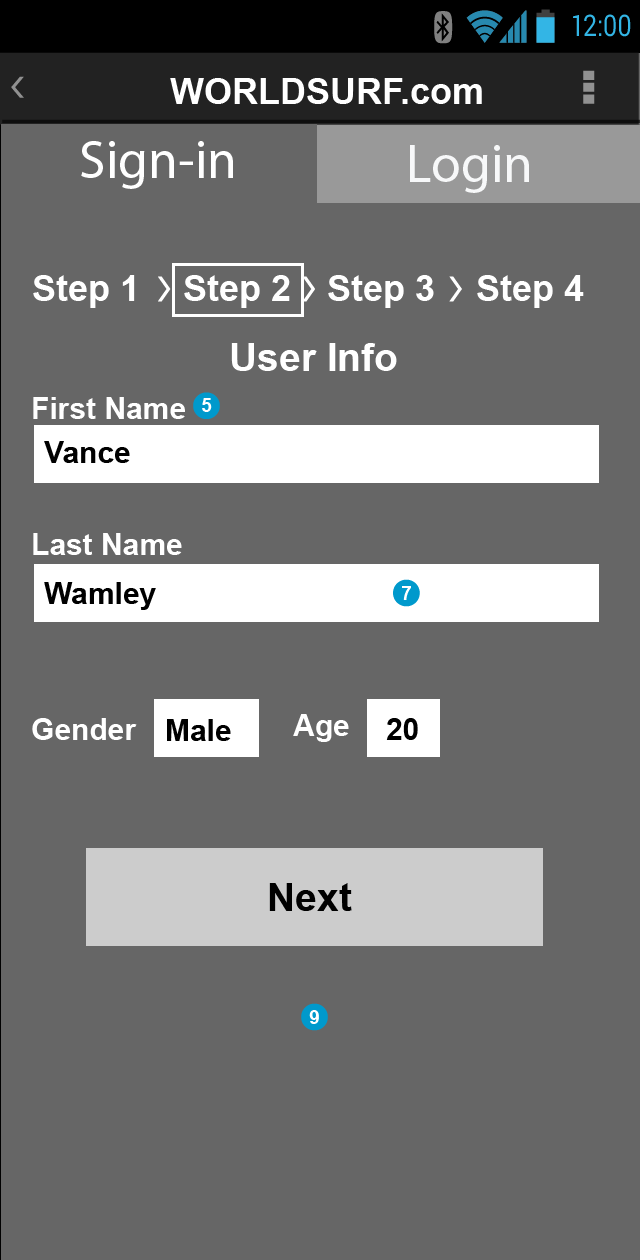 12:00
WORLDSURF.com
Sign-in Login
Step 1 Step 2 Step 3 Step 4
User Info
First Name 5
Vance
Last Name
Wamley 7
Gender Male Age 20
Next
9